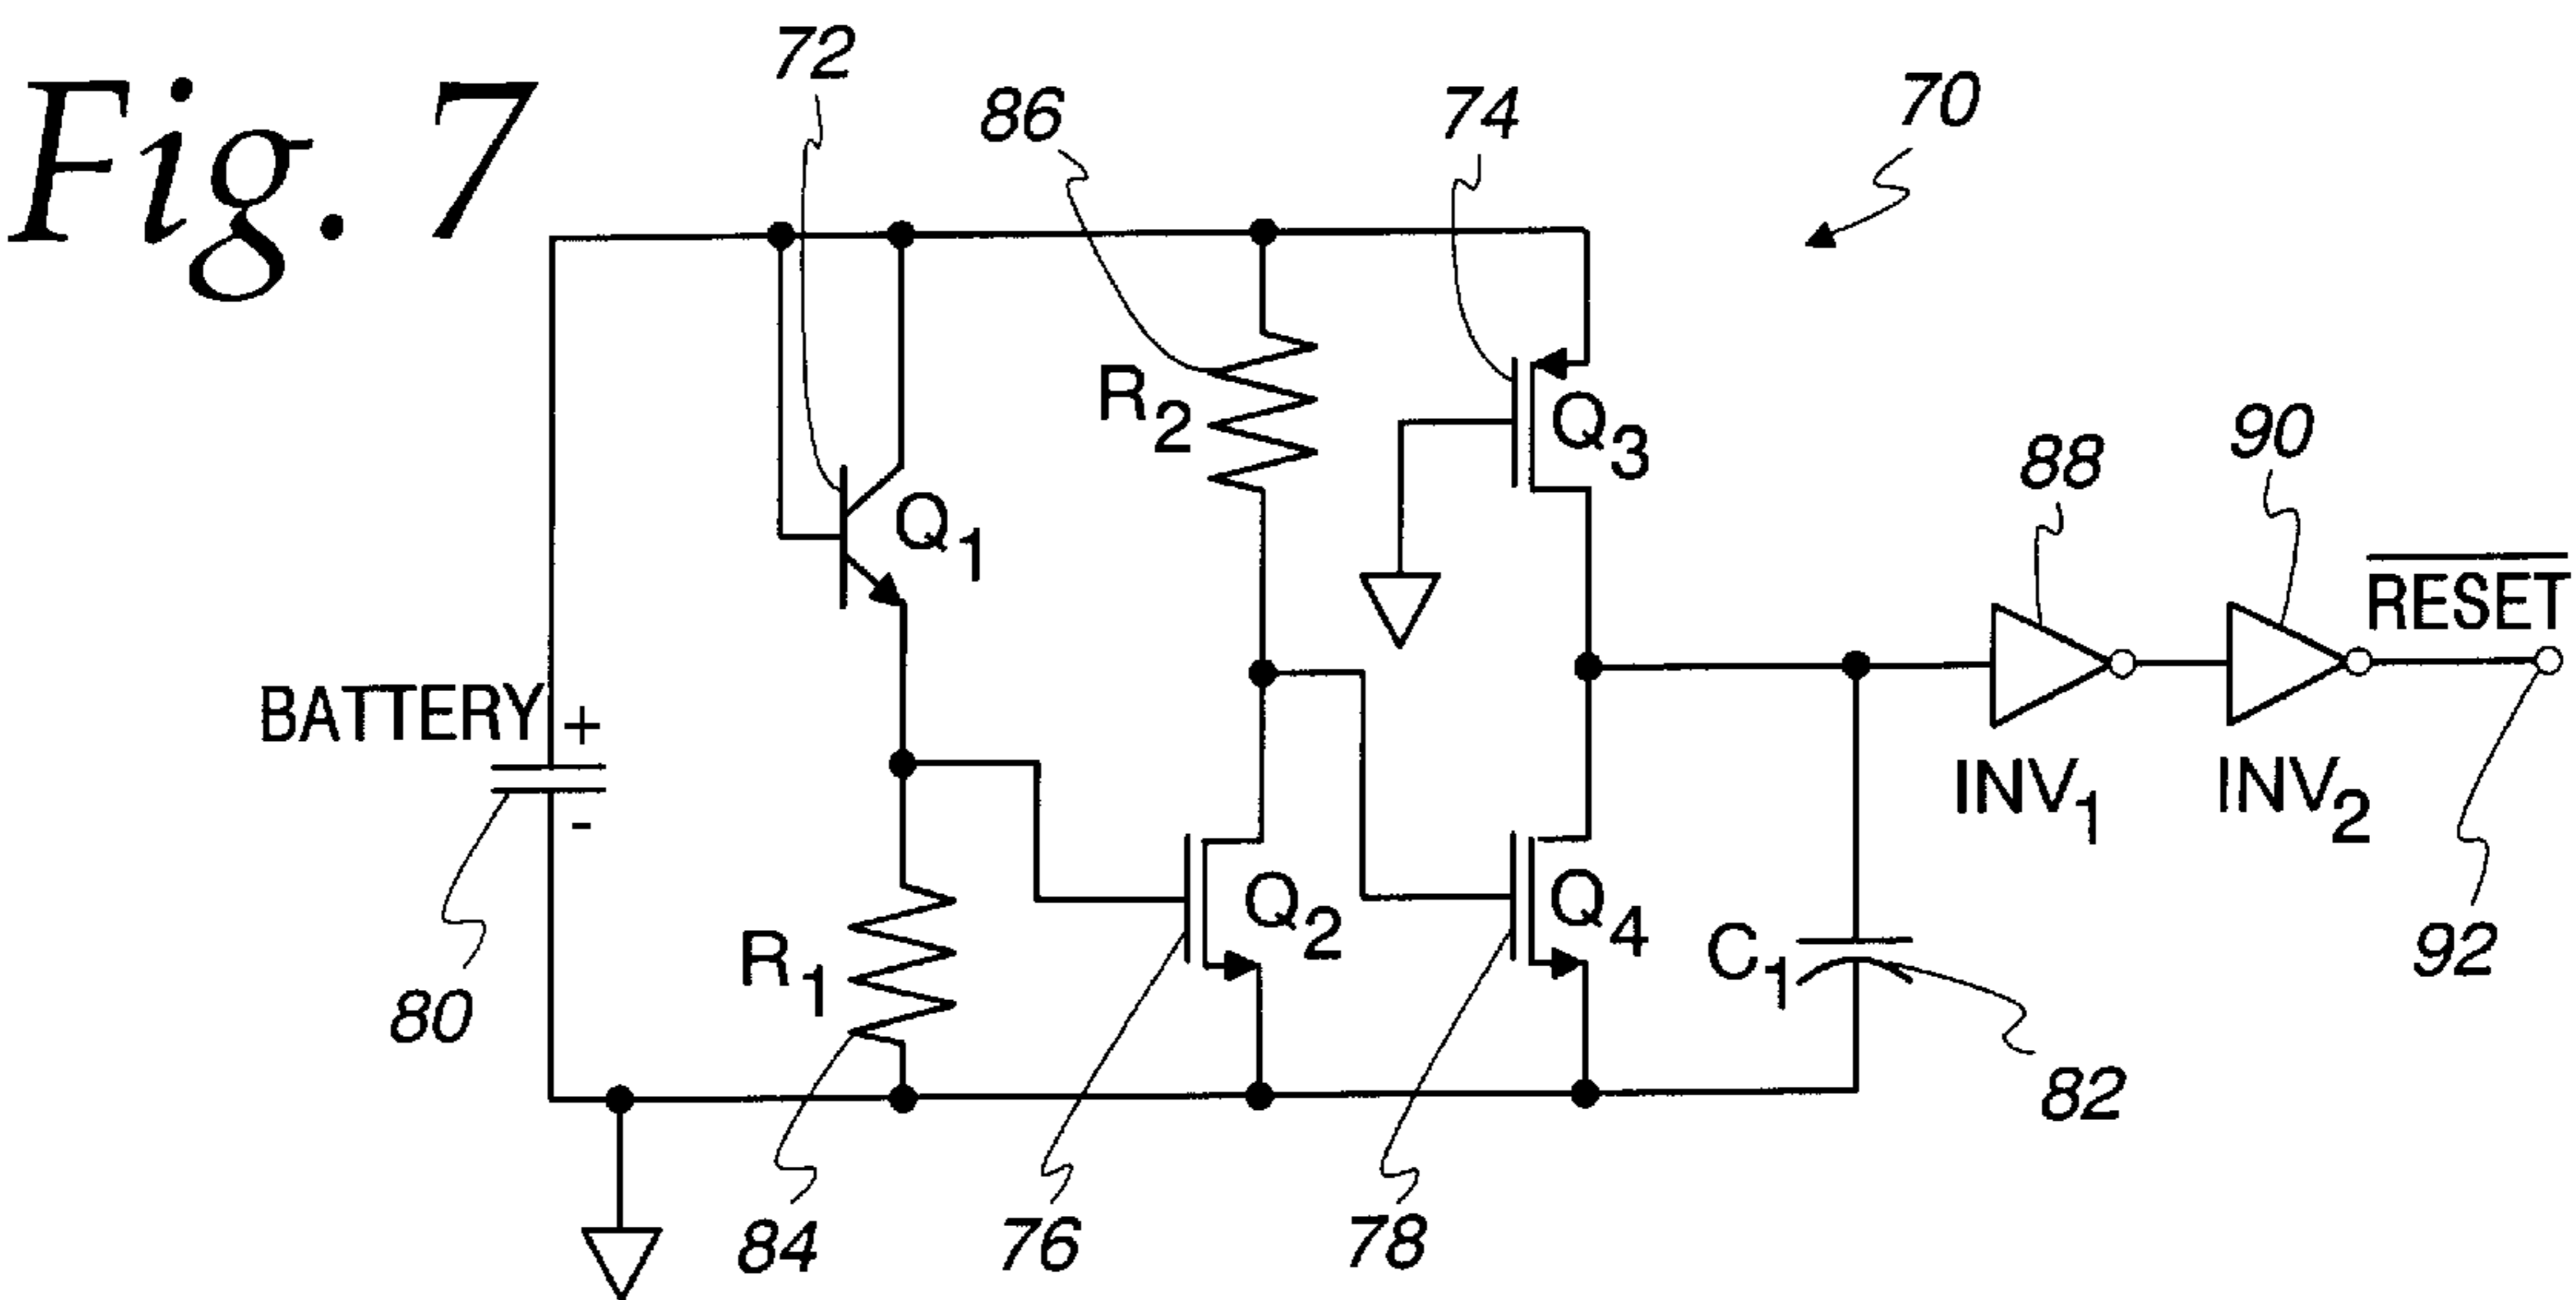 Fig. 7
72
86
74
70
R2
Q3
88
90
Q1
RESET
BATTERY
+
-
INV1
INV2
R1
Q2
Q4
C1
92
80
82
84
76
78